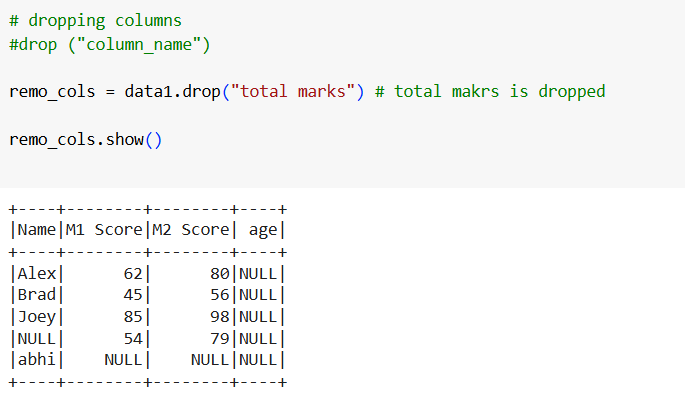 # dropping columns
#drop ("column_name")
remo_cols = data1.drop("total marks") # total makrs is dropped
remo_cols.show()
+----+--------+--------+----+
|Name|M1 Score|M2 Score| age|
+----+--------+--------+----+
|Alex|      62|      80|NULL|
|Brad|      45|      56|NULL|
|Joey|      85|      98|NULL|
|NULL|      54|      79|NULL|
|abhi|    NULL|    NULL|NULL|
+----+--------+--------+----+